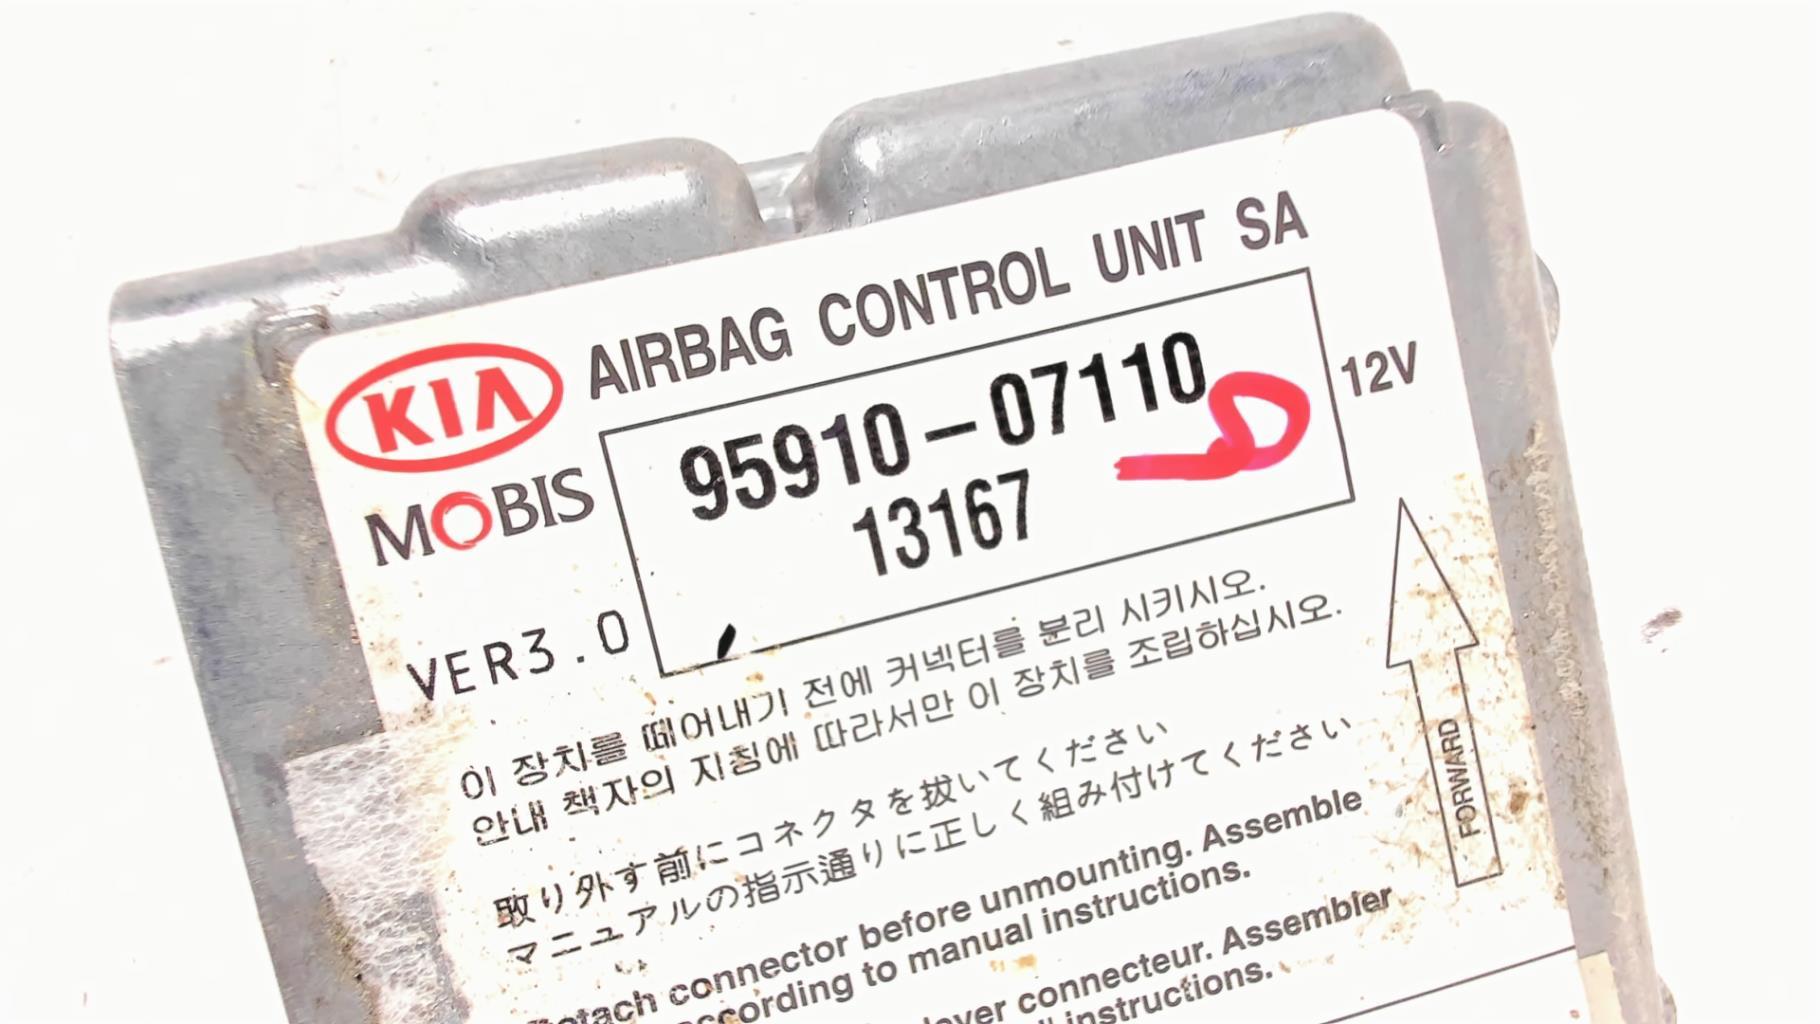 AIRBAG CONTROL UNIT SA
KIA
95910-07110
12V
MOBIS
13167
VER3.0
이 장치를 떼어내기 전에 커넥터를 분리 시키시오.
안내 책자의 지침에 따라서만 이 장치를 조립하십시오.
取り外す前にコネクタを抜いてください
マニュアルの指示通りに正しく組み付けてください
FORWARD
connector before unmounting. Assemble
according to manual instructions.
connecteur. Assembler
instructions.